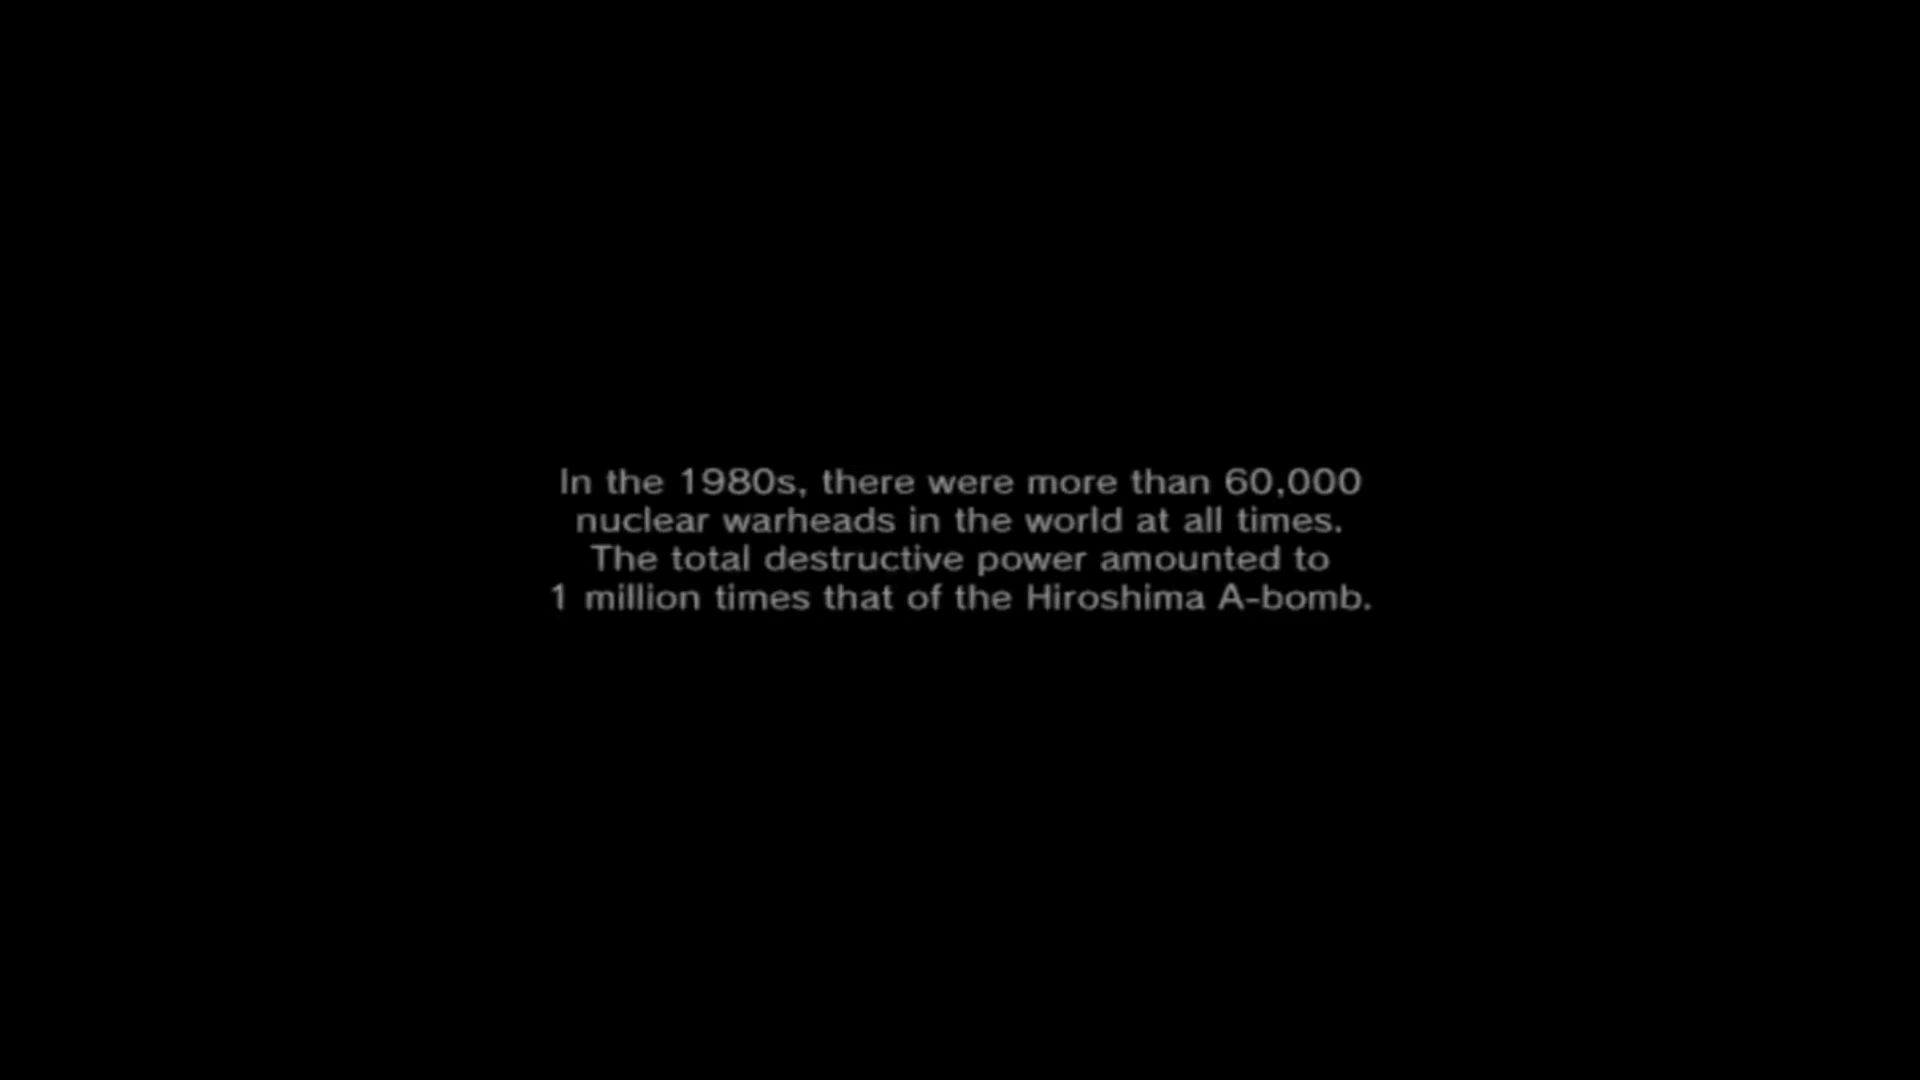 In the 1980s, there were more than 60,000
nuclear warheads in the world at all times.
The total destructive power amounted to
1 million times that of the Hiroshima A-bomb.